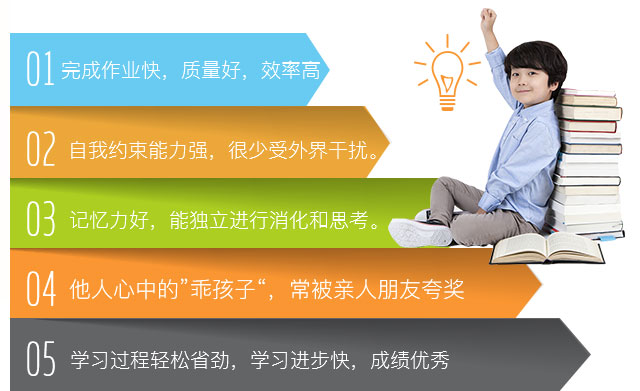 01 完成作业快，质量好，效率高
02 自我约束能力强，很少受外界干扰。
03 记忆力好，能独立进行消化和思考。
04 他人心中的”乖孩子“，常被亲人朋友夸奖
05 学习过程轻松省劲，学习进步快，成绩优秀